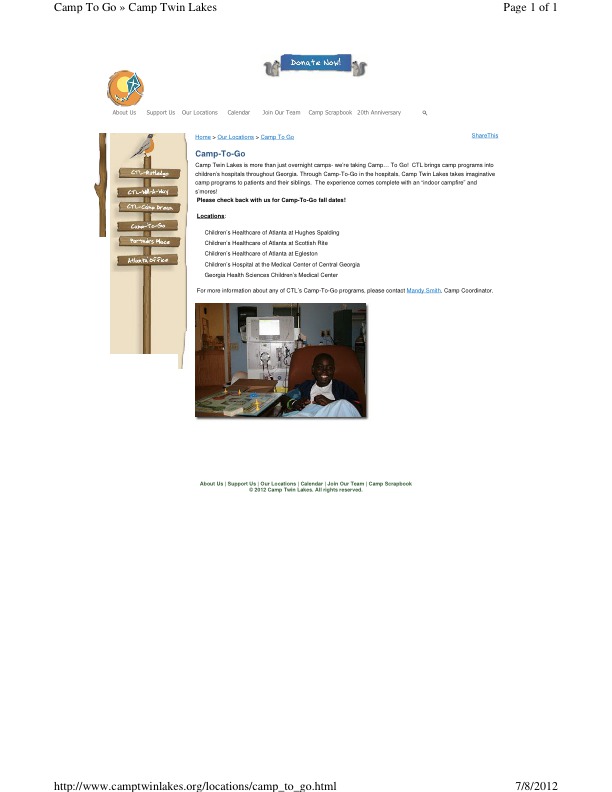 Camp To Go » Camp Twin Lakes
Page 1 of 1
Donate Now!
About Us Support Us Our Locations Calendar Join Our Team Camp Scrapbook 20th Anniversary
Home > Our Locations > Camp To Go
ShareThis
CTL-Rutledge
CTL-Will-A-Way
CTL-Camp Dream
Camp-To-Go
Partners Place
Atlanta Office
Camp-To-Go
Camp Twin Lakes is more than just overnight camps- we're taking Camp… To Go! CTL brings camp programs into
children's hospitals throughout Georgia. Through Camp-To-Go in the hospitals, Camp Twin Lakes takes imaginative
camp programs to patients and their siblings. The experience comes complete with an "indoor campfire" and
s'mores!
Please check back with us for Camp-To-Go fall dates!
Locations:
Children's Healthcare of Atlanta at Hughes Spalding
Children's Healthcare of Atlanta at Scottish Rite
Children's Healthcare of Atlanta at Egleston
Children's Hospital at the Medical Center of Central Georgia
Georgia Health Sciences Children's Medical Center
For more information about any of CTL's Camp-To-Go programs, please contact Mandy Smith, Camp Coordinator.
About Us | Support Us | Our Locations | Calendar | Join Our Team | Camp Scrapbook
© 2012 Camp Twin Lakes. All rights reserved.
http://www.camptwinlakes.org/locations/camp_to_go.html
7/8/2012